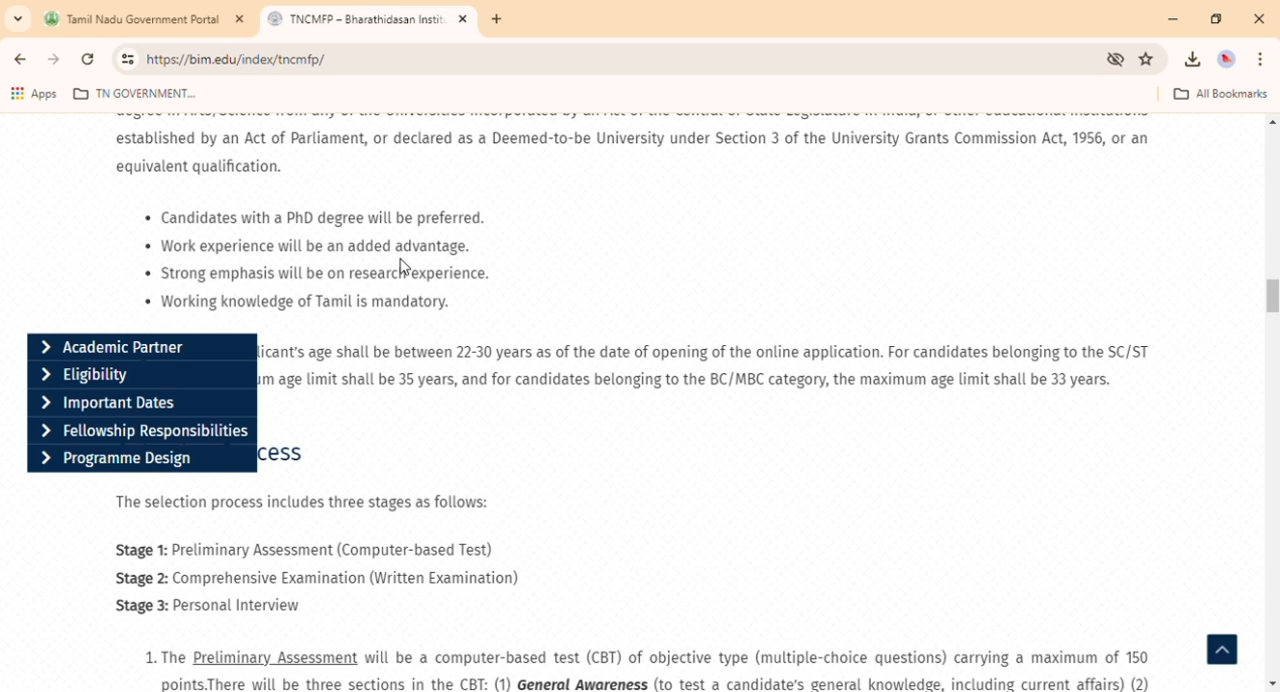 Tamil Nadu Government Portal
TNCMFP – Bharathidasan Instit
https://bim.edu/index/tncmfp/
Apps
TN GOVERNMENT...
All Bookmarks
degree in Arts/Science from any of the Universities incorporated by an Act of the Central or State Legislature in India, or other educational institutions
established by an Act of Parliament, or declared as a Deemed-to-be University under Section 3 of the University Grants Commission Act, 1956, or an
equivalent qualification.
• Candidates with a PhD degree will be preferred.
• Work experience will be an added advantage.
• Strong emphasis will be on research experience.
• Working knowledge of Tamil is mandatory.
Academic Partner
Eligibility
Important Dates
Fellowship Responsibilities
Programme Design
licant's age shall be between 22-30 years as of the date of opening of the online application. For candidates belonging to the SC/ST
um age limit shall be 35 years, and for candidates belonging to the BC/MBC category, the maximum age limit shall be 33 years.
cess
The selection process includes three stages as follows:
Stage 1: Preliminary Assessment (Computer-based Test)
Stage 2: Comprehensive Examination (Written Examination)
Stage 3: Personal Interview
1. The Preliminary Assessment will be a computer-based test (CBT) of objective type (multiple-choice questions) carrying a maximum of 150
points.There will be three sections in the CBT: (1) General Awareness (to test a candidate's general knowledge, including current affairs) (2)